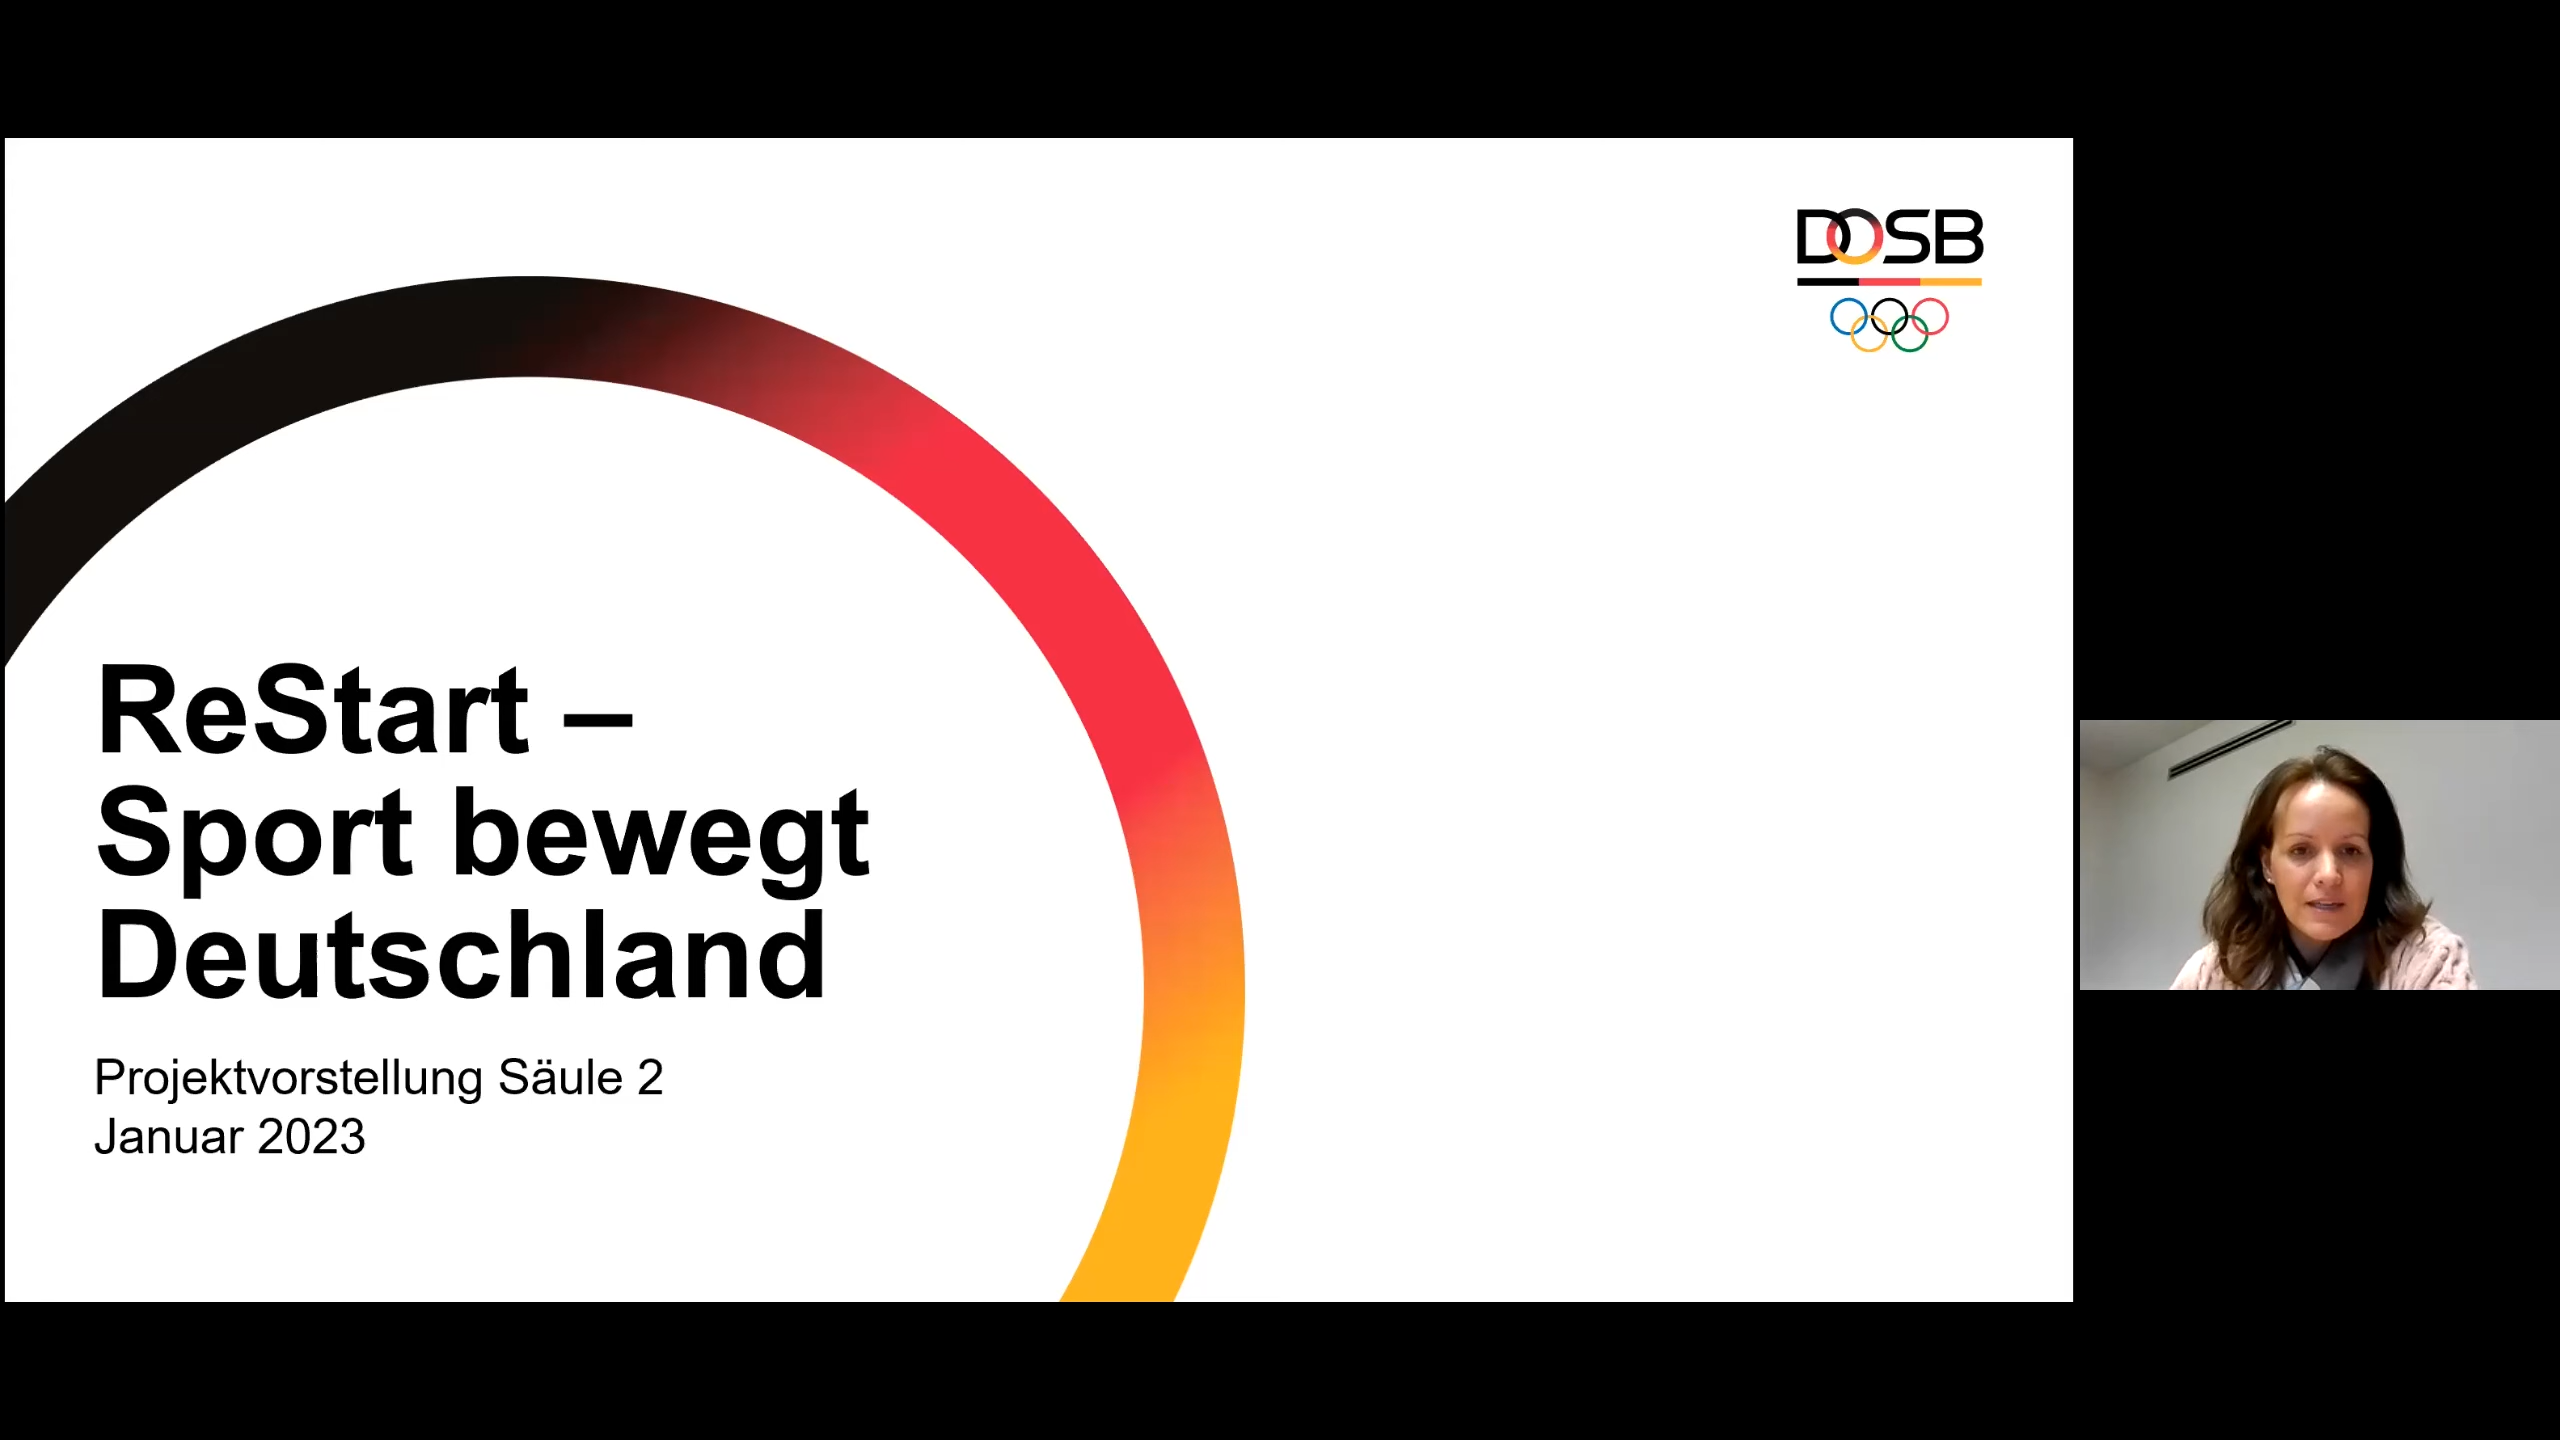 DOSB
ReStart –
Sport bewegt
Deutschland
Projektvorstellung Säule 2
Januar 2023